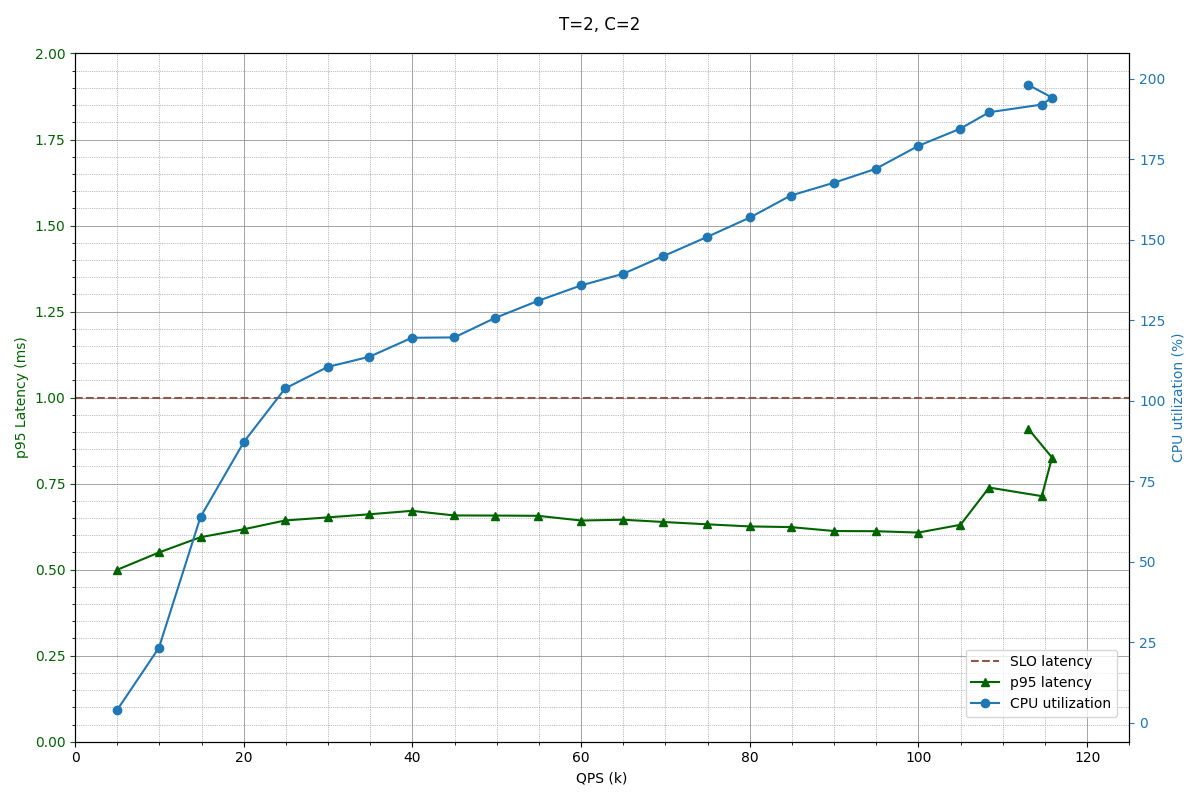 T=2, C=2
2.00
1.75
1.50
1.25
1.00
0.75
0.50
0.25
0.00
p95 Latency (ms)
200
175
150
125
100
75
50
25
0
CPU utilization (%)
SLO latency
p95 latency
CPU utilization
0 20 40 60 80 100 120
QPS (k)